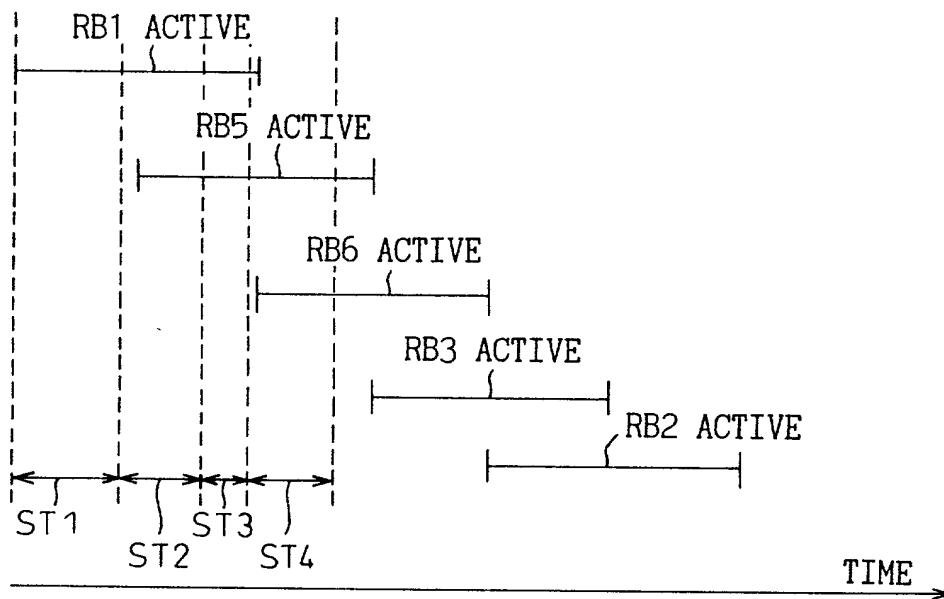 RB1 ACTIVE
RB5 ACTIVE
RB6 ACTIVE
RB3 ACTIVE
RB2 ACTIVE
ST1
ST2
ST3
ST4
TIME